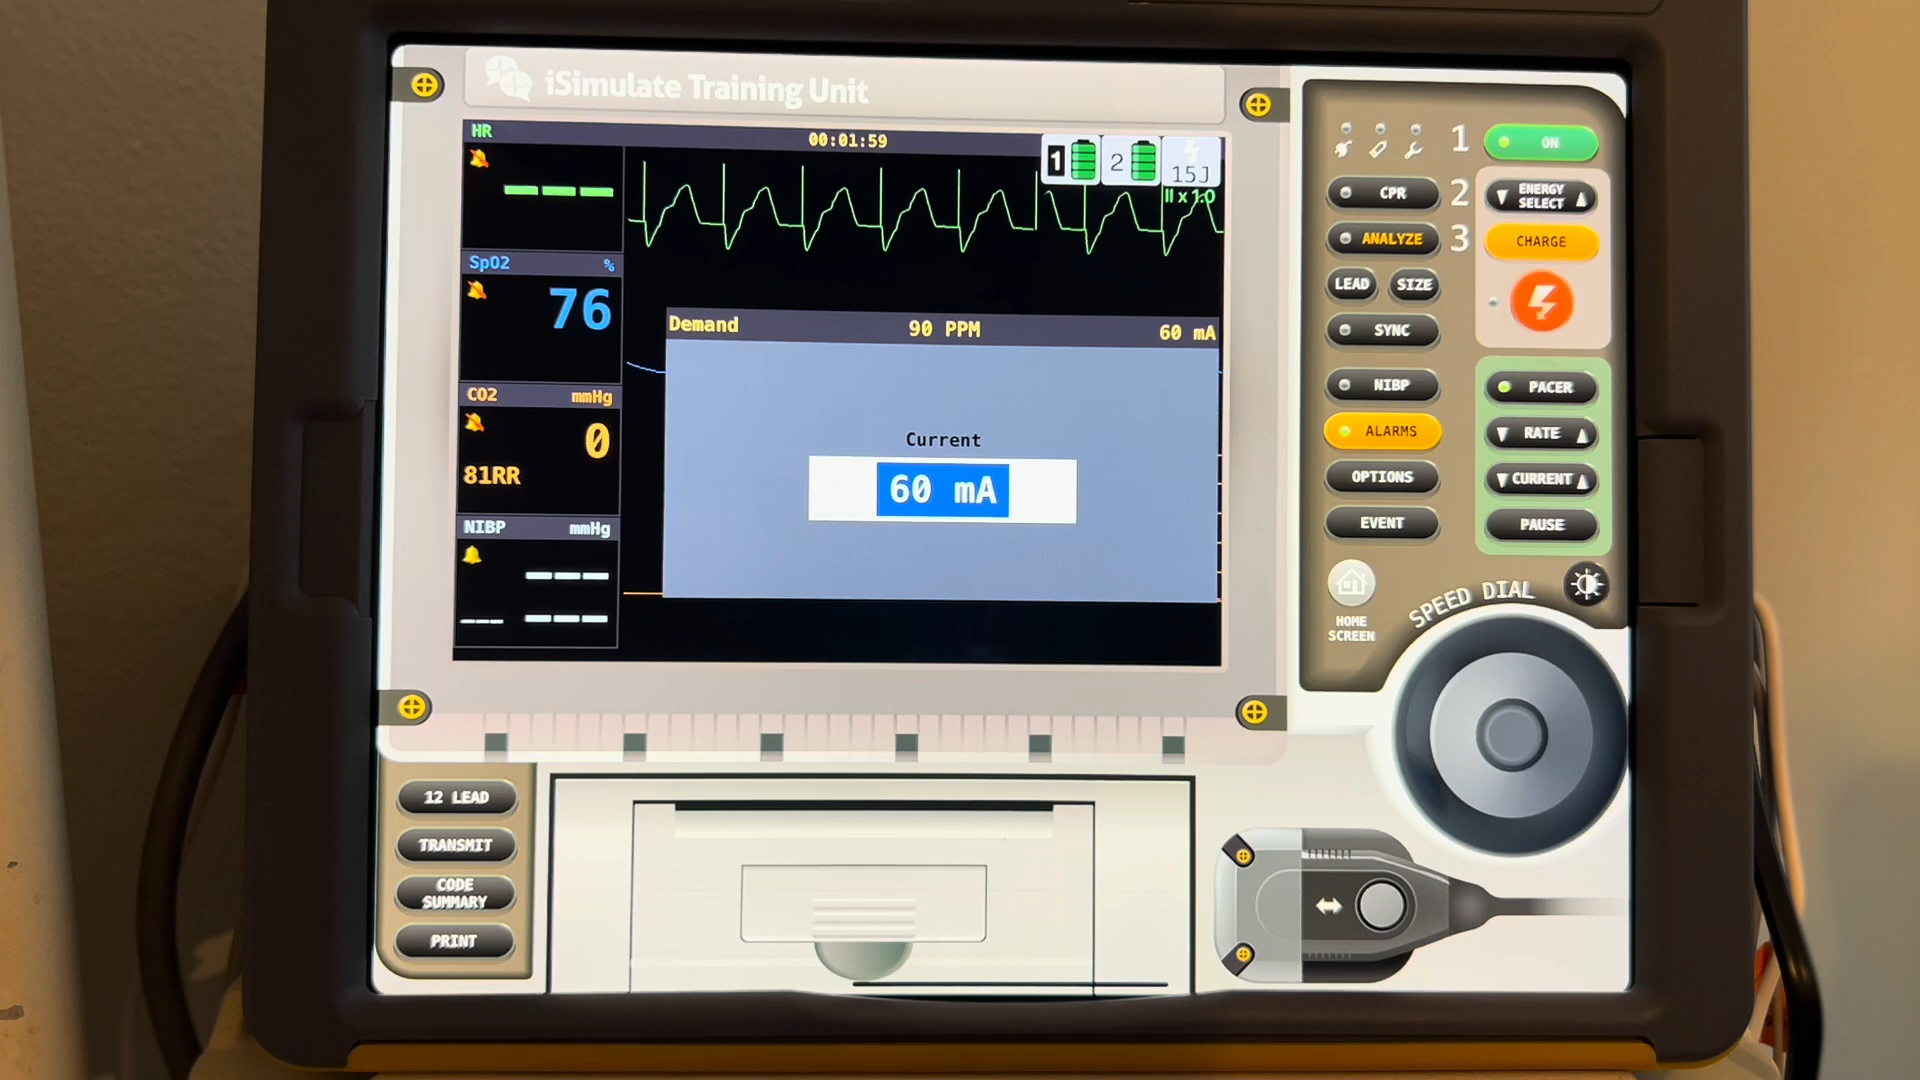 iSimulate Training Unit
HR
00:01:59
1
2
15J
II x 1.0
---
SpO2 %
76
Demand 90 PPM 60 mA
CO2 mmHg
0
81RR
Current
60 mA
NIBP mmHg
---
--- ---
1 ON
CPR 2 ENERGY SELECT
ANALYZE 3 CHARGE
LEAD SIZE
SYNC
NIBP PACER
ALARMS RATE
OPTIONS CURRENT
EVENT PAUSE
HOME
SCREEN
SPEED DIAL
12 LEAD
TRANSMIT
CODE
SUMMARY
PRINT